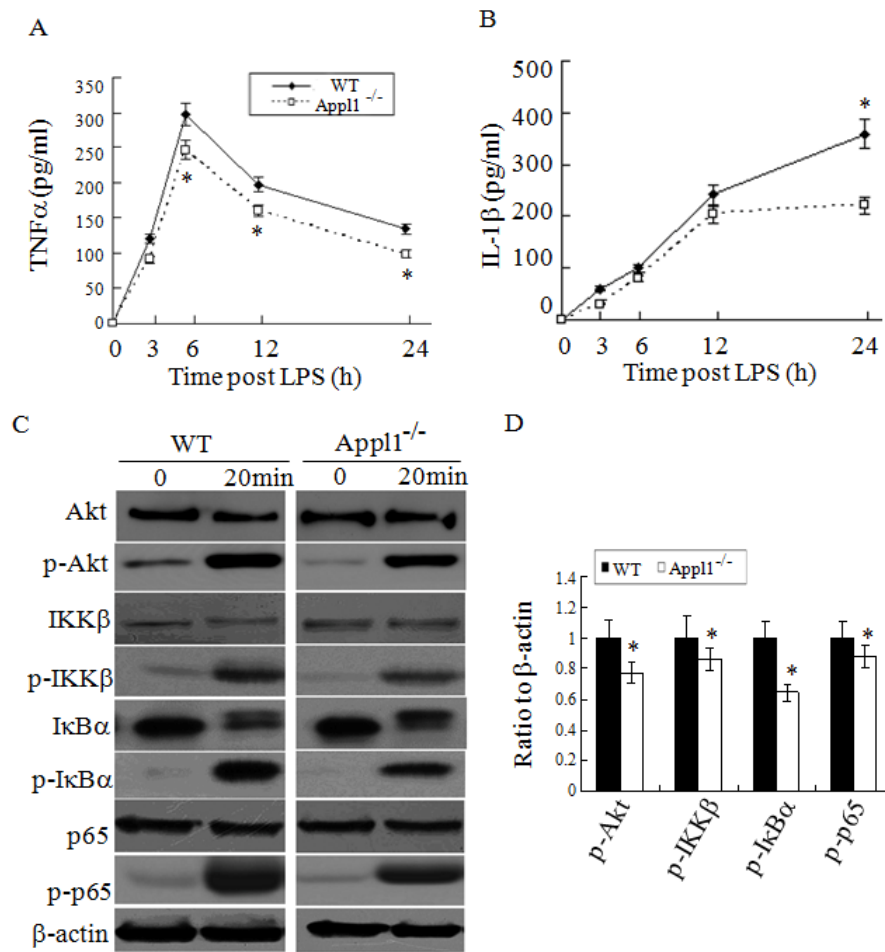 A
TNFα (pg/ml)
350
300
250
200
150
100
50
0
WT
Appl1 -/-
*
*
*
0 3 6 12 24
Time post LPS (h)
B
IL-1β (pg/ml)
500
400
300
200
100
0
*
0 3 6 12 24
Time post LPS (h)
C
WT Appl1-/-
0 20min 0 20min
Akt
p-Akt
IKKβ
p-IKKβ
IκBα
p-IκBα
p65
p-p65
β-actin
D
WT Appl1-/-
Ratio to β-actin
1.4
1.2
1
0.8
0.6
0.4
0.2
0
* * * *
p-Akt p-IKKβ p-IκBα p-p65